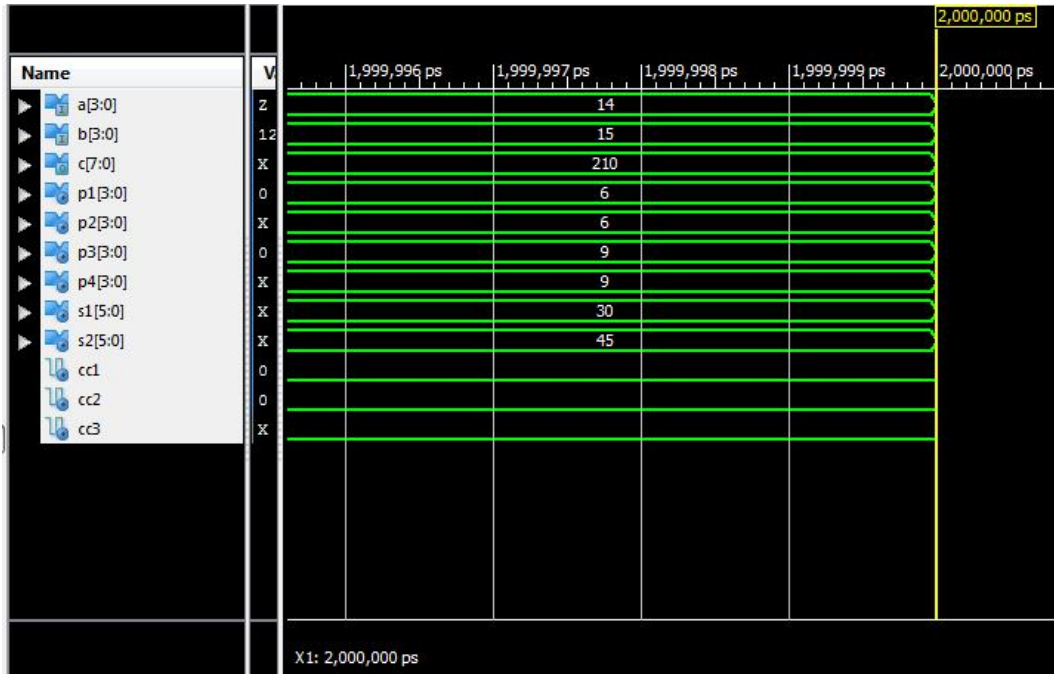 2,000,000 ps
Name V
1,999,996 ps 1,999,997 ps 1,999,998 ps 1,999,999 ps 2,000,000 ps
a[3:0] Z 14
b[3:0] 12 15
c[7:0] X 210
p1[3:0] 0 6
p2[3:0] X 6
p3[3:0] 0 9
p4[3:0] X 9
s1[5:0] X 30
s2[5:0] X 45
cc1 0
cc2 0
cc3 X
X1: 2,000,000 ps